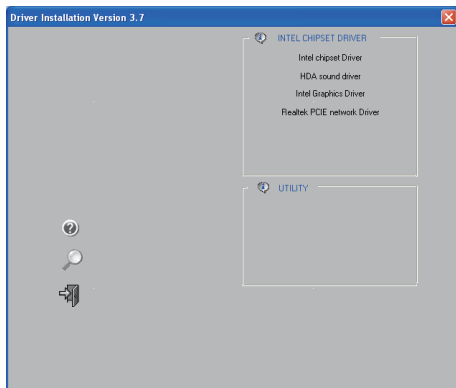 Driver Installation Version 3.7
INTEL CHIPSET DRIVER
Intel chipset Driver
HDA sound driver
Intel Graphics Driver
Realtek PCIE network Driver
UTILITY